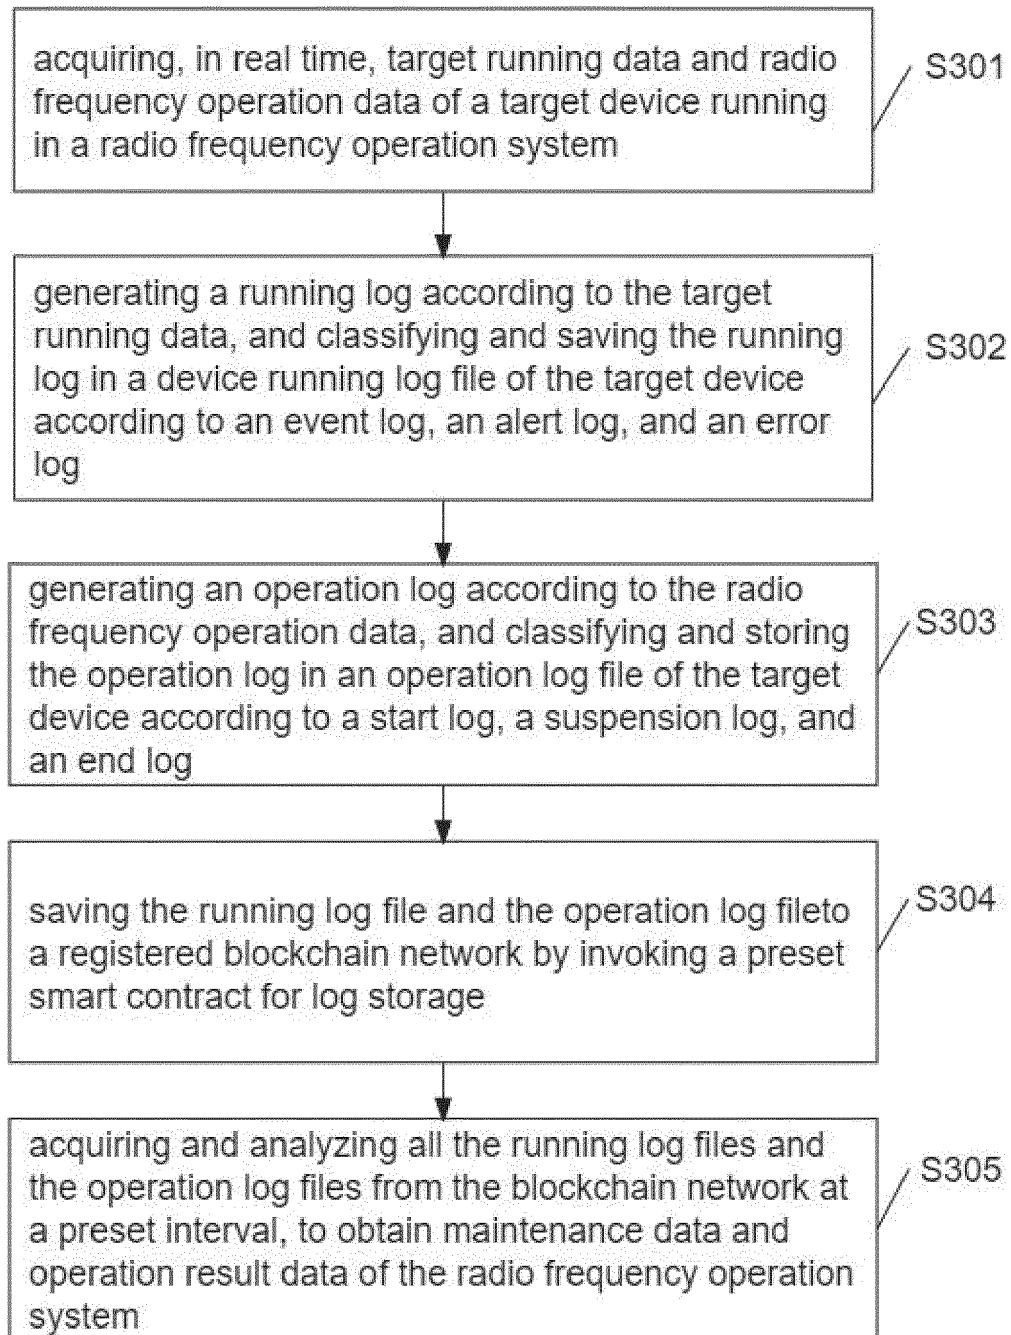 acquiring, in real time, target running data and radio
frequency operation data of a target device running
in a radio frequency operation system
S301
generating a running log according to the target
running data, and classifying and saving the running
log in a device running log file of the target device
according to an event log, an alert log, and an error
log
S302
generating an operation log according to the radio
frequency operation data, and classifying and storing
the operation log in an operation log file of the target
device according to a start log, a suspension log, and
an end log
S303
saving the running log file and the operation log fileto
a registered blockchain network by invoking a preset
smart contract for log storage
S304
acquiring and analyzing all the running log files and
the operation log files from the blockchain network at
a preset interval, to obtain maintenance data and
operation result data of the radio frequency operation
system
S305